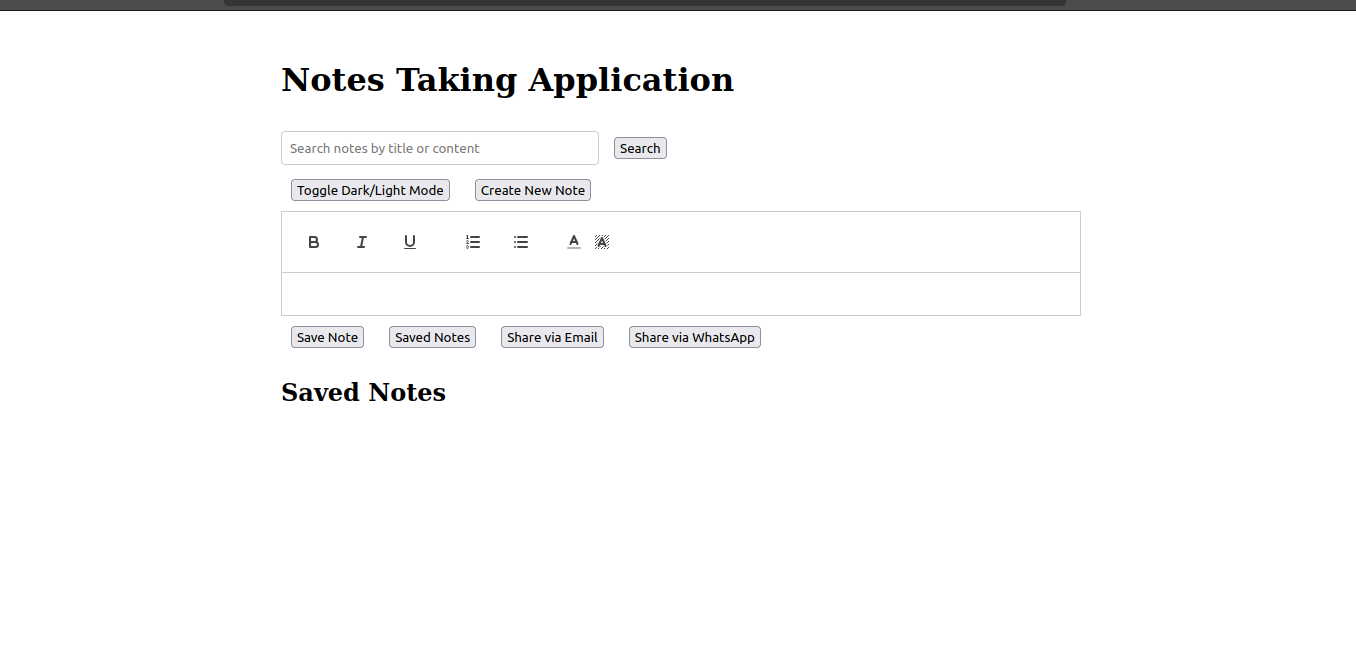 Notes Taking Application
Search notes by title or content Search
Toggle Dark/Light Mode Create New Note
B I U A A
Save Note Saved Notes Share via Email Share via WhatsApp
Saved Notes